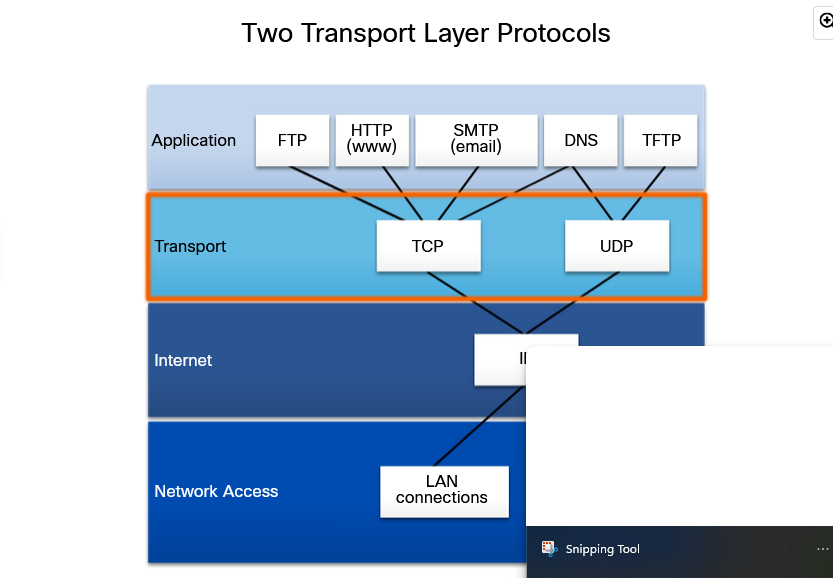 Two Transport Layer Protocols
Application
FTP
HTTP
(www)
SMTP
(email)
DNS
TFTP
Transport
TCP
UDP
Internet
Network Access
LAN
connections
Snipping Tool
...